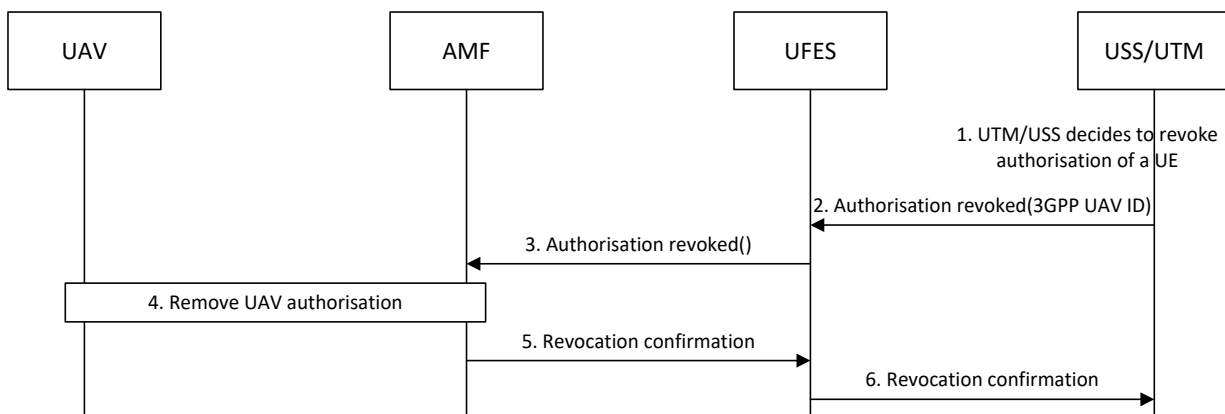 UAV
AMF
UFES
USS/UTM
1. UTM/USS decides to revoke
authorisation of a UE
2. Authorisation revoked(3GPP UAV ID)
3. Authorisation revoked()
4. Remove UAV authorisation
5. Revocation confirmation
6. Revocation confirmation